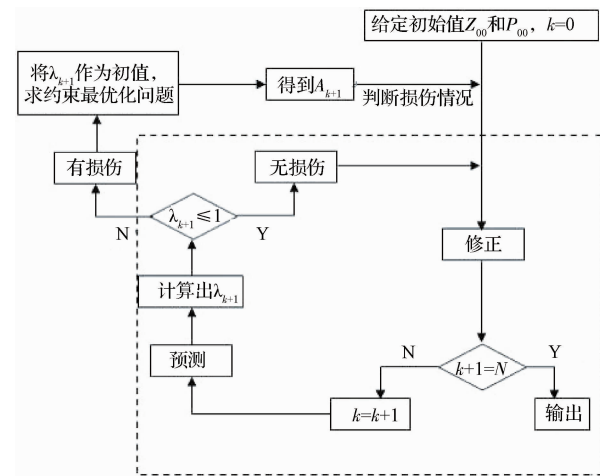 给定初始值Z₀₀和P₀₀，k=0
将λₖ₊₁作为初值，
求约束最优化问题
得到Aₖ₊₁
判断损伤情况
有损伤
无损伤
λₖ₊₁≤1
N
Y
修正
计算出λₖ₊₁
预测
N
k+1=N
Y
k=k+1
输出